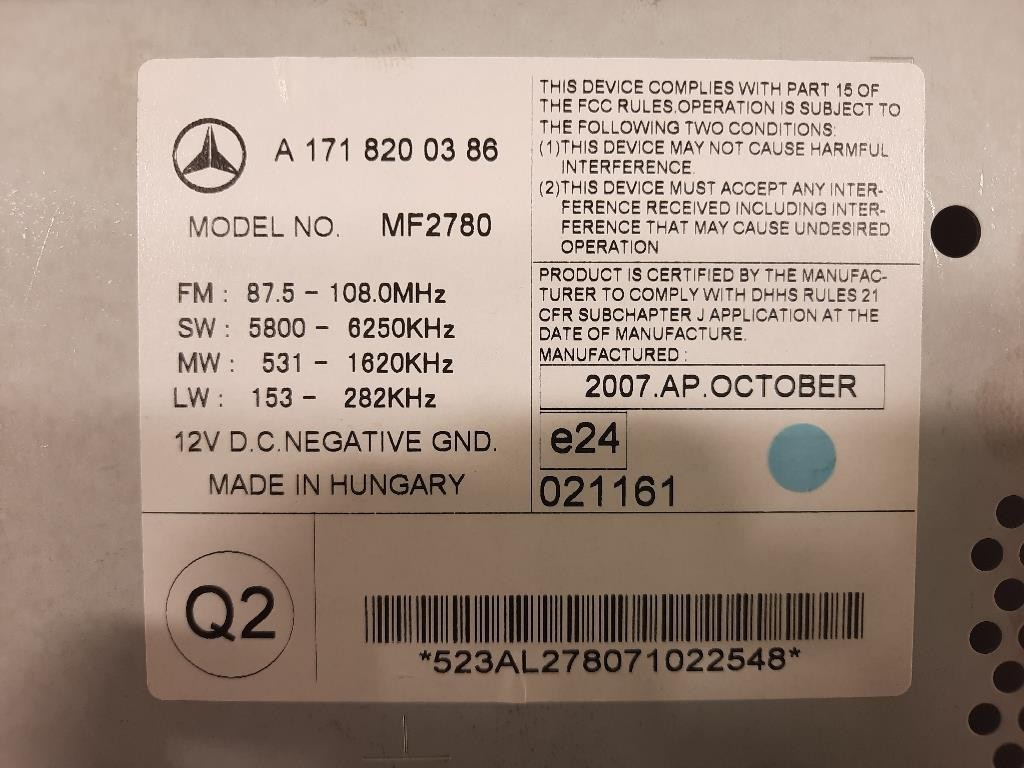 A 171 820 03 86
MODEL NO. MF2780
FM : 87.5 - 108.0MHz
SW : 5800 - 6250KHz
MW : 531 - 1620KHz
LW : 153 - 282KHz
12V D.C.NEGATIVE GND.
MADE IN HUNGARY
THIS DEVICE COMPLIES WITH PART 15 OF
THE FCC RULES.OPERATION IS SUBJECT TO
THE FOLLOWING TWO CONDITIONS:
(1)THIS DEVICE MAY NOT CAUSE HARMFUL
INTERFERENCE.
(2)THIS DEVICE MUST ACCEPT ANY INTER-
FERENCE RECEIVED INCLUDING INTER-
FERENCE THAT MAY CAUSE UNDESIRED
OPERATION
PRODUCT IS CERTIFIED BY THE MANUFAC-
TURER TO COMPLY WITH DHHS RULES 21
CFR SUBCHAPTER J APPLICATION AT THE
DATE OF MANUFACTURE.
MANUFACTURED :
2007.AP.OCTOBER
e24
021161
Q2
*523AL278071022548*